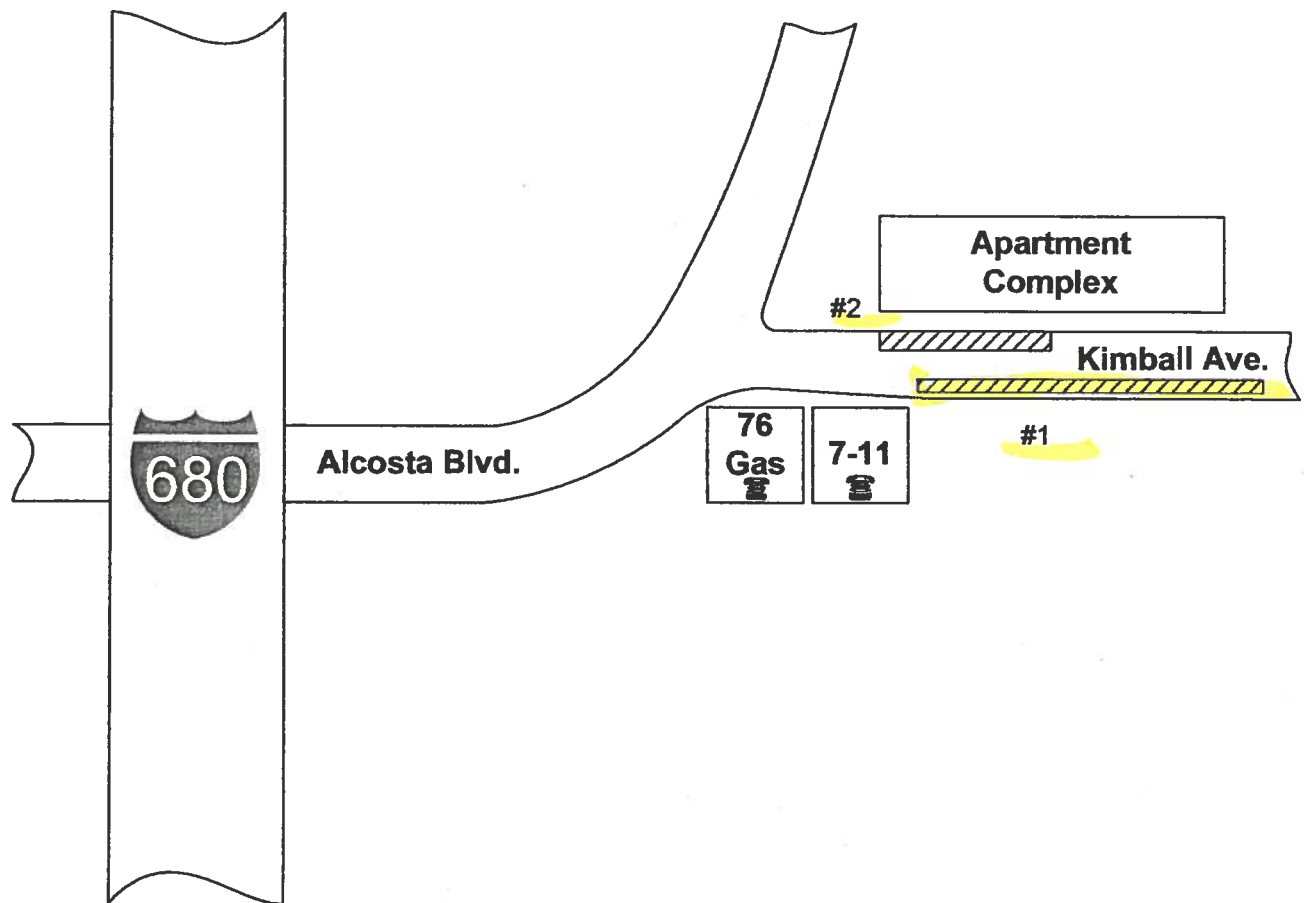 Apartment
Complex
#2
Kimball Ave.
76
Gas
7-11
#1
Alcosta Blvd.
680